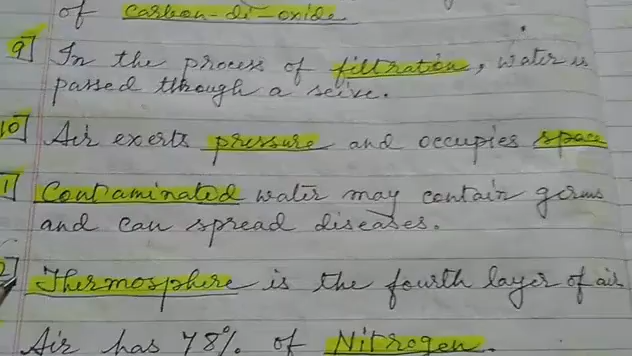 of carbon-di-oxide
9] In the process of filtration, water is
passed through a seive.
10] Air exerts pressure and occupies space
1] Contaminated water may contain germs
and can spread diseases.
2] Thermosphere is the fourth layer of air
Air has 78% of Nitrogen.